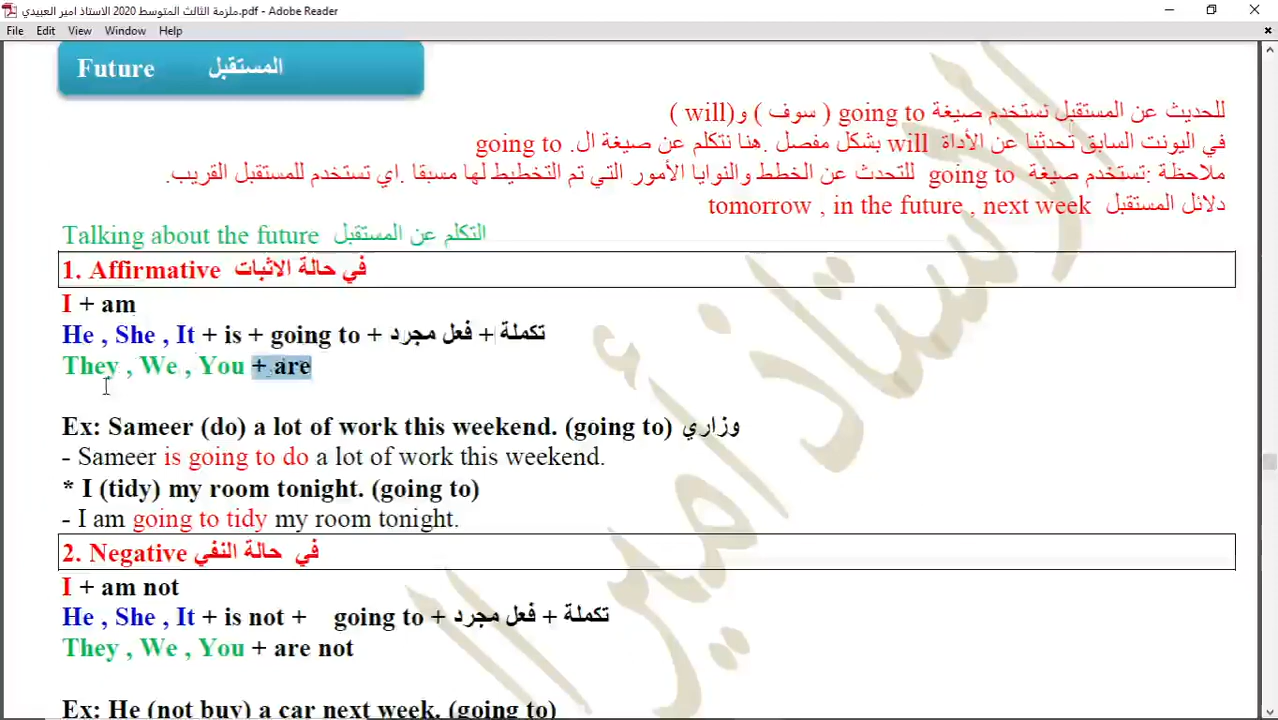 ملزمة الثالث المتوسط 2020 الاستاذ امير العبيدي.pdf - Adobe Reader
File Edit View Window Help
Future المستقبل
للحديث عن المستقبل نستخدم صيغة going to ( سوف ) و(will )
في اليونت السابق تحدثنا عن الأداة will بشكل مفصل .هنا نتكلم عن صيغة ال. going to
ملاحظة :تستخدم صيغة going to للتحدث عن الخطط والنوايا الأمور التي تم التخطيط لها مسبقا .اي تستخدم للمستقبل القريب.
دلائل المستقبل tomorrow , in the future , next week
Talking about the future التكلم عن المستقبل
1. Affirmative في حالة الاثبات
I + am
He , She , It + is + going to + فعل مجرد + تكملة
They , We , You + are
Ex: Sameer (do) a lot of work this weekend. (going to) وزاري
- Sameer is going to do a lot of work this weekend.
* I (tidy) my room tonight. (going to)
- I am going to tidy my room tonight.
2. Negative في حالة النفي
I + am not
He , She , It + is not + going to + فعل مجرد + تكملة
They , We , You + are not
Ex: He (not buy) a car next week. (going to)
الاستاذ أمير ال